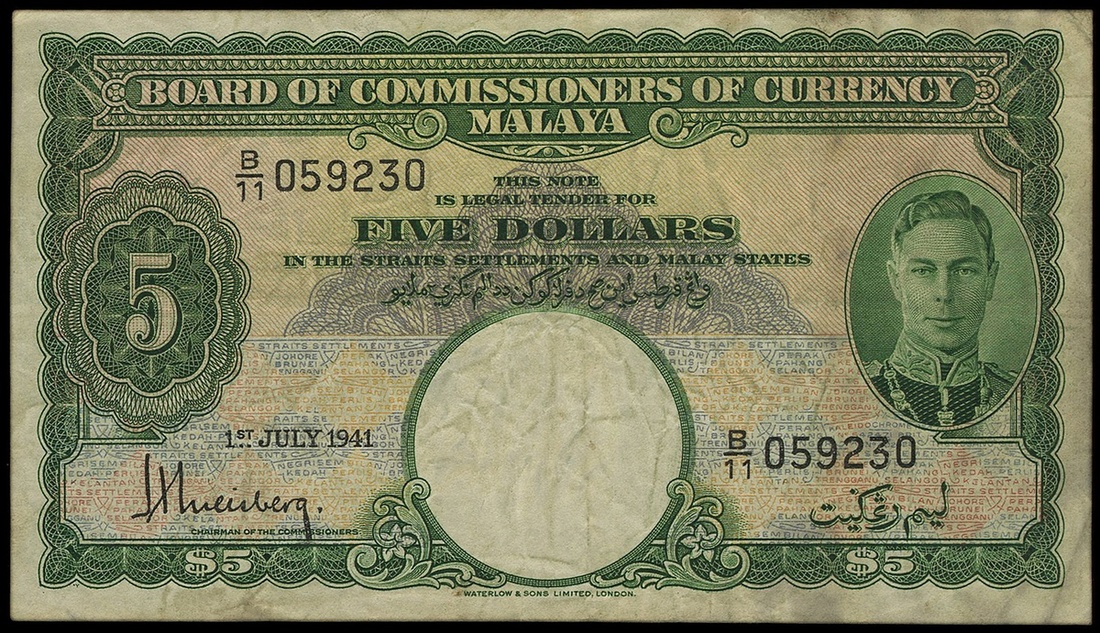 BOARD OF COMMISSIONERS OF CURRENCY
MALAYA
B/11 059230
THIS NOTE
IS LEGAL TENDER FOR
FIVE DOLLARS
IN THE STRAITS SETTLEMENTS AND MALAY STATES
5
1ST JULY 1941
B/11 059230
CHAIRMAN OF THE COMMISSIONERS
ليم رڠݢيت
$5
$5
WATERLOW & SONS LIMITED, LONDON.